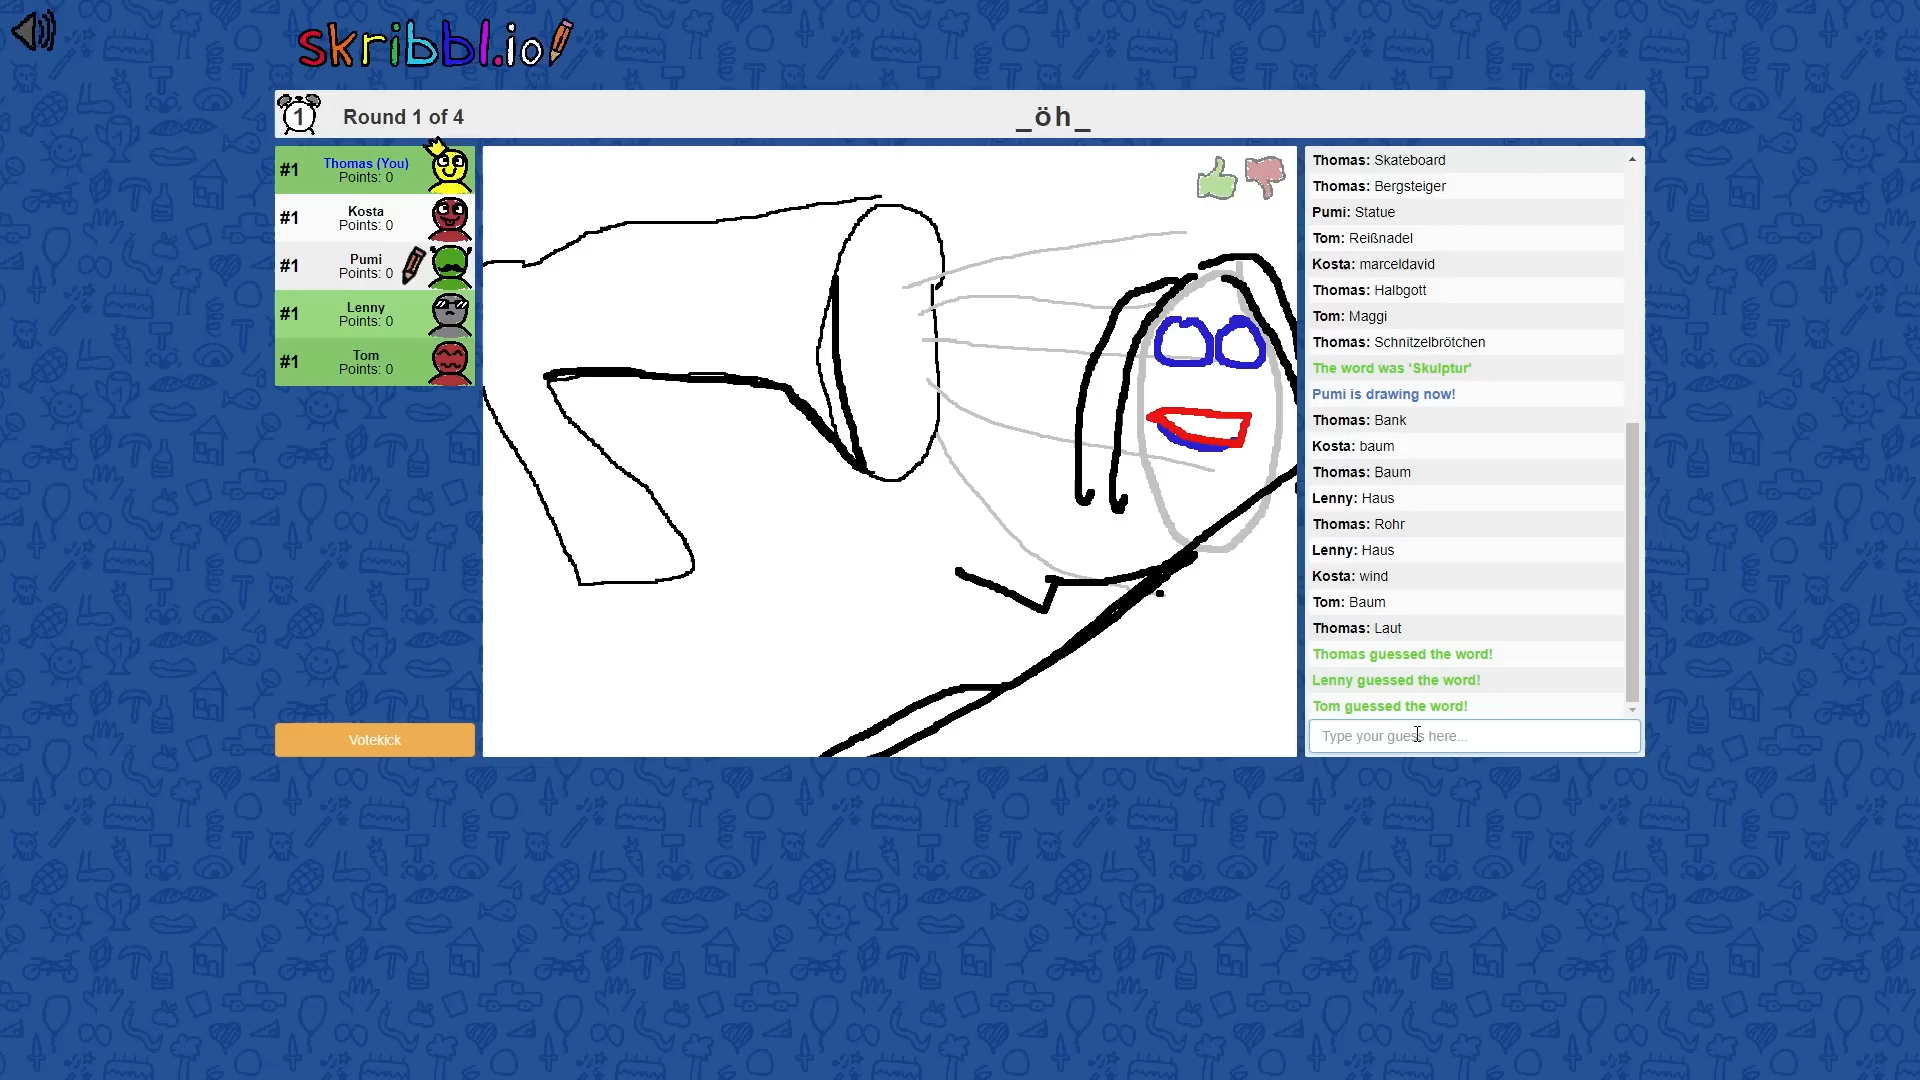 skribbl.io
1
Round 1 of 4
_öh_
#1
Thomas (You)
Points: 0
#1
Kosta
Points: 0
#1
Pumi
Points: 0
#1
Lenny
Points: 0
#1
Tom
Points: 0
Votekick
Thomas: Skateboard
Thomas: Bergsteiger
Pumi: Statue
Tom: Reißnadel
Kosta: marceldavid
Thomas: Halbgott
Tom: Maggi
Thomas: Schnitzelbrötchen
The word was 'Skulptur'
Pumi is drawing now!
Thomas: Bank
Kosta: baum
Thomas: Baum
Lenny: Haus
Thomas: Rohr
Lenny: Haus
Kosta: wind
Tom: Baum
Thomas: Laut
Thomas guessed the word!
Lenny guessed the word!
Tom guessed the word!
Type your guess here...